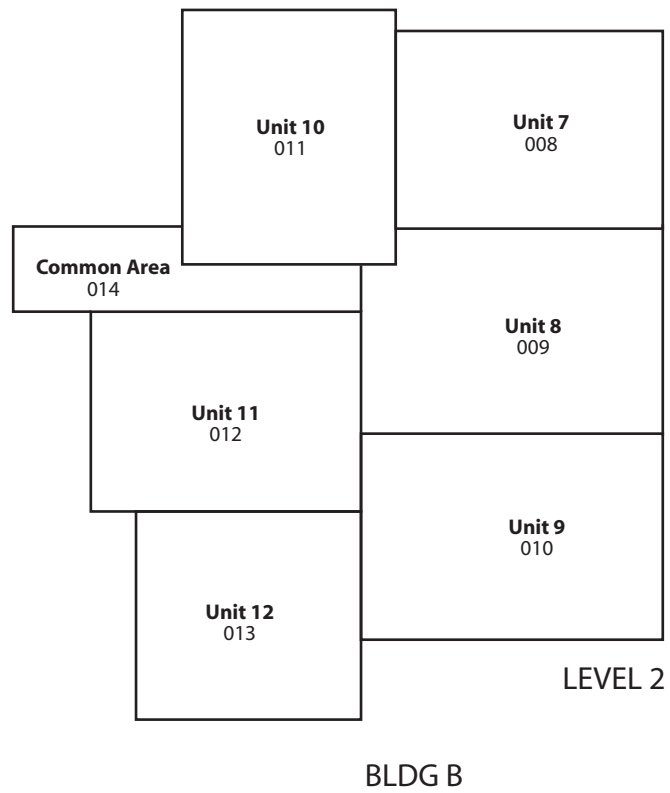 Unit 10
011
Unit 7
008
Common Area
014
Unit 8
009
Unit 11
012
Unit 9
010
Unit 12
013
LEVEL 2
BLDG B